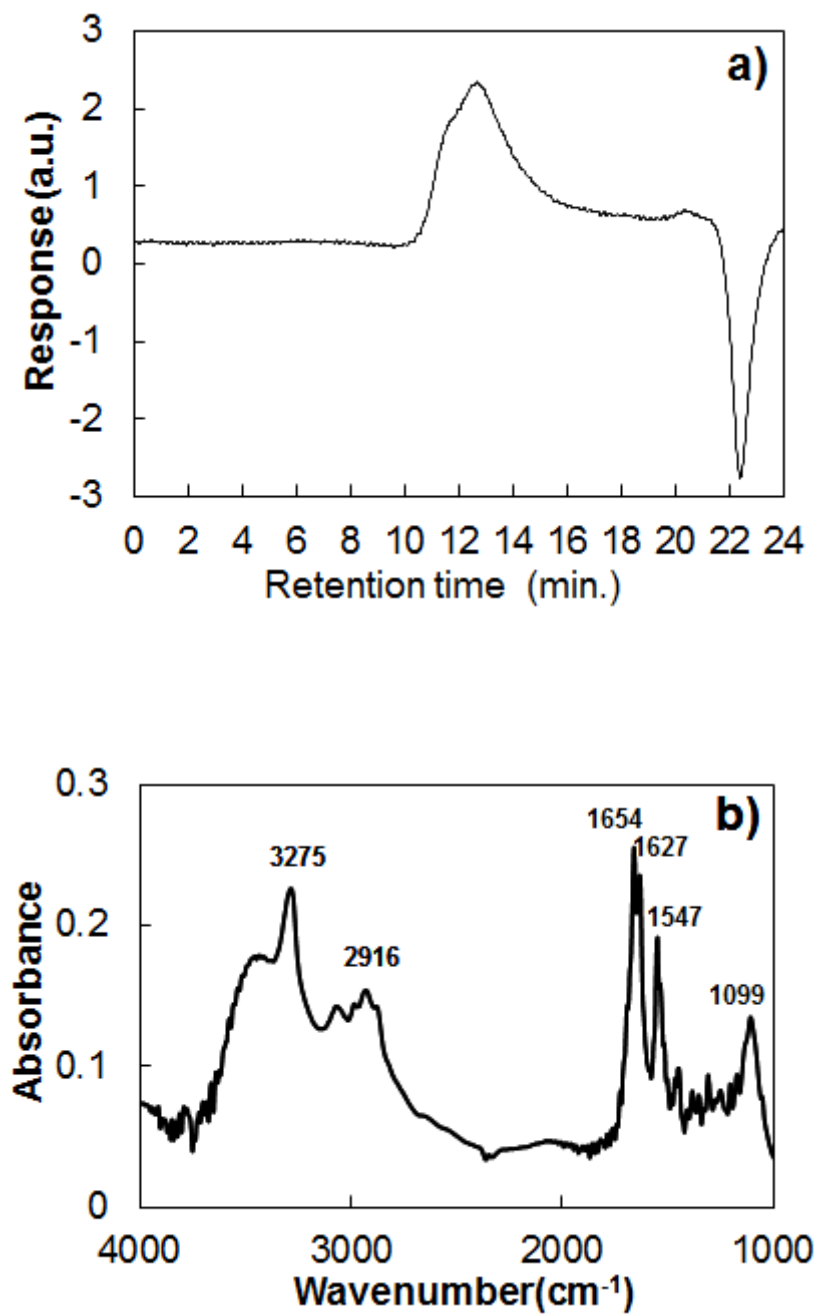 a)
3
2
1
0
-1
-2
-3
Response (a.u.)
0 2 4 6 8 10 12 14 16 18 20 22 24
Retention time (min.)
b)
0.3
0.2
0.1
0
Absorbance
3275
2916
1654
1627
1547
1099
4000 3000 2000 1000
Wavenumber(cm⁻¹)